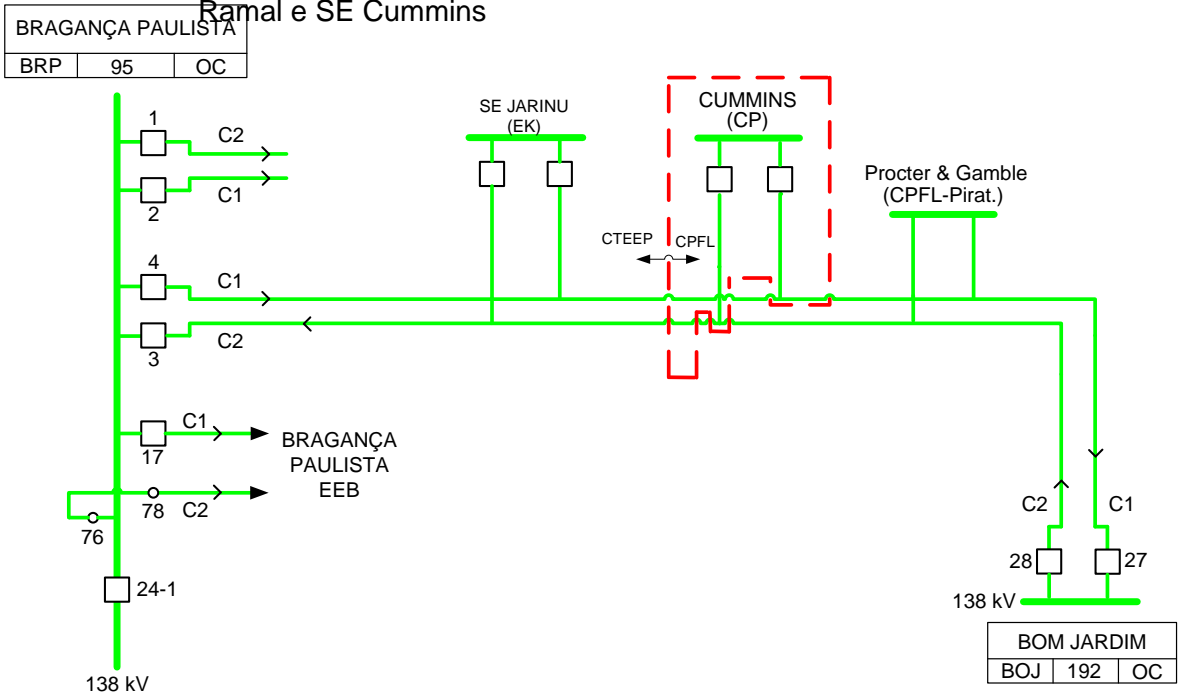 Ramal e SE Cummins
BRAGANÇA PAULISTA
BRP 95 OC
1
C2
2
C1
4
C1
3
C2
17
C1
BRAGANÇA
PAULISTA
EEB
78
C2
76
24-1
138 kV
SE JARINU
(EK)
CUMMINS
(CP)
CTEEP CPFL
Procter & Gamble
(CPFL-Pirat.)
C2 C1
28 27
138 kV
BOM JARDIM
BOJ 192 OC